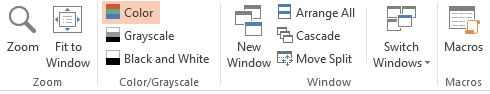 Zoom
Fit to
Window
Zoom
Color
Grayscale
Black and White
Color/Grayscale
New
Window
Arrange All
Cascade
Move Split
Switch
Windows
Window
Macros
Macros